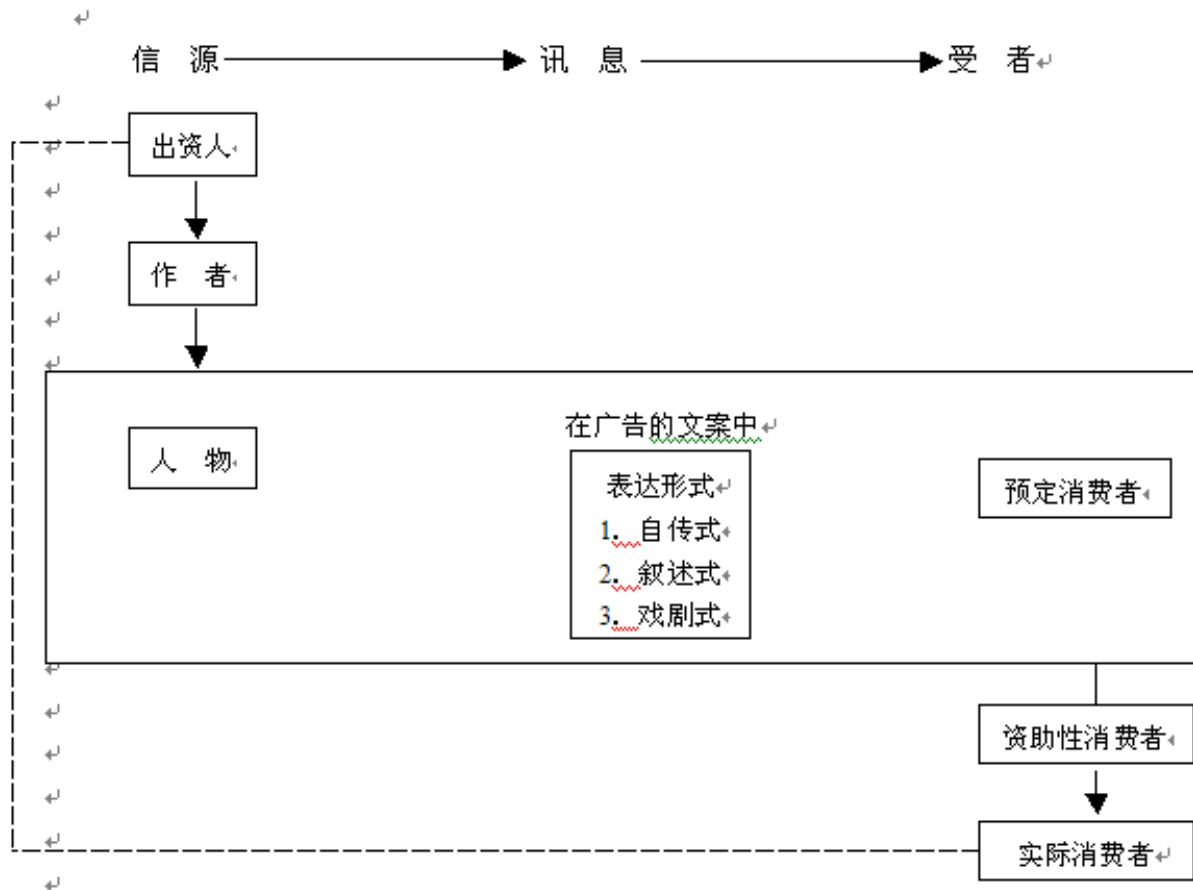 信 源
讯 息
受 者
出资人
作 者
在广告的文案中
人 物
表达形式
预定消费者
1. 自传式
2. 叙述式
3. 戏剧式
资助性消费者
实际消费者